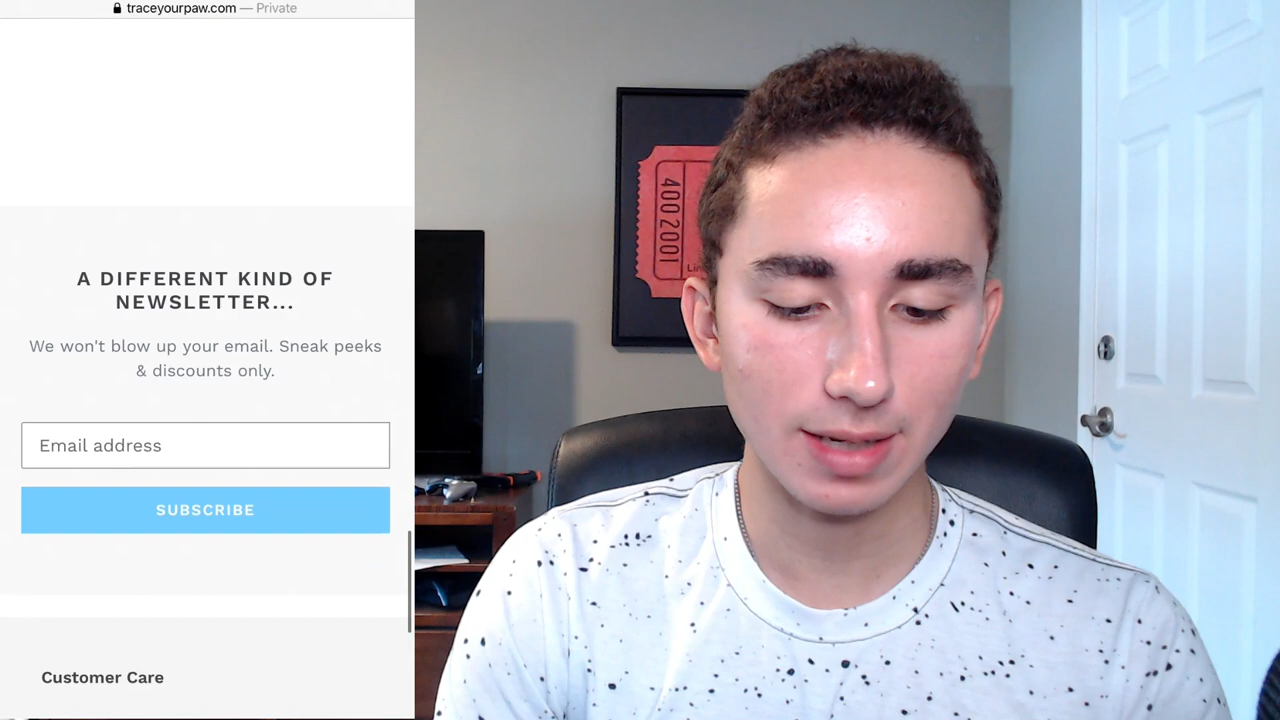 traceyourpaw.com — Private
A DIFFERENT KIND OF
NEWSLETTER...
We won't blow up your email. Sneak peeks
& discounts only.
Email address
SUBSCRIBE
Customer Care
4002001